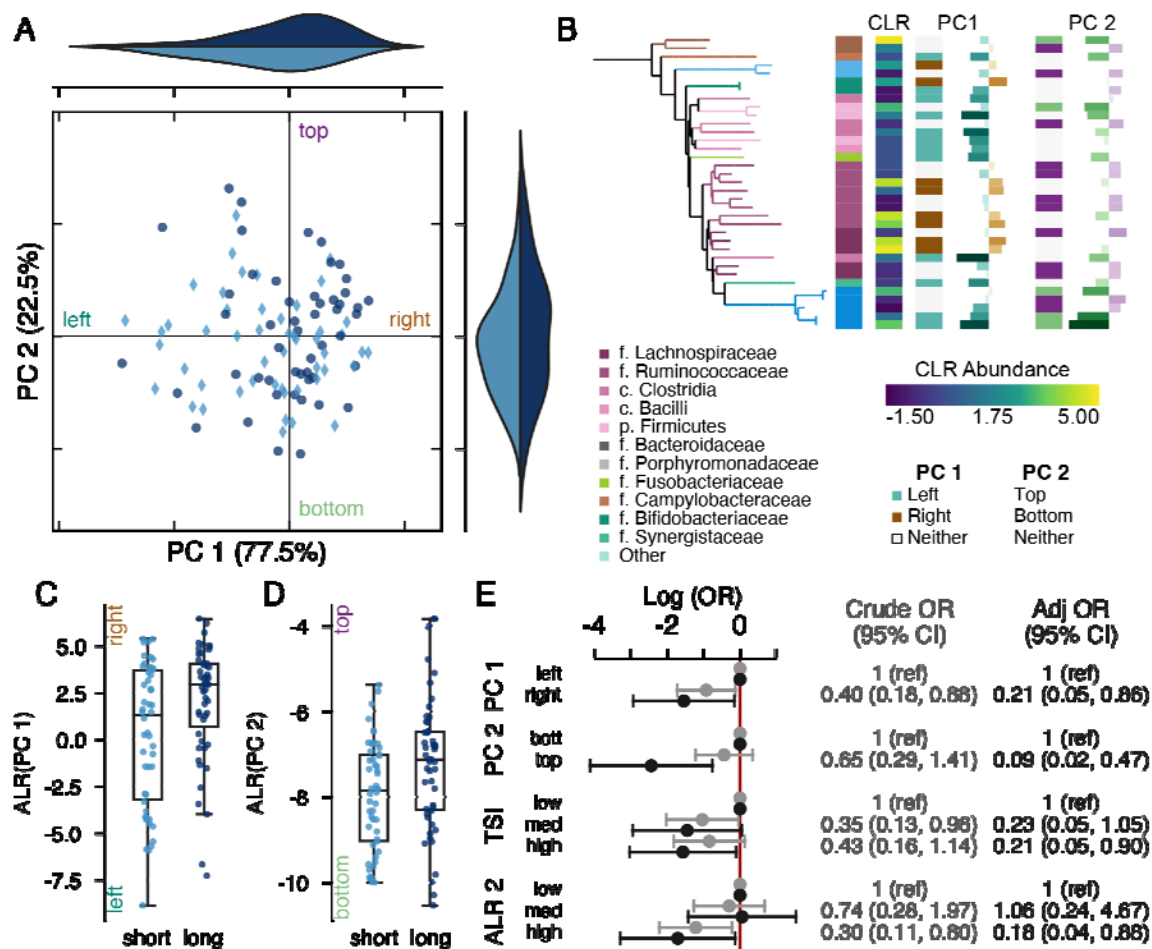 A
top
left
right
bottom
PC 2 (22.5%)
PC 1 (77.5%)
B
CLR PC1 PC 2
f. Lachnospiraceae
f. Ruminococcaceae
c. Clostridia
c. Bacilli
p. Firmicutes
f. Bacteroidaceae
f. Porphyromonadaceae
f. Fusobacteriaceae
f. Campylobacteraceae
f. Bifidobacteriaceae
f. Synergistaceae
Other
CLR Abundance
-1.50 1.75 5.00
PC 1 PC 2
Left Top
Right Bottom
Neither Neither
C
right
left
ALR(PC 1)
5.0
2.5
0.0
-2.5
-5.0
-7.5
short long
D
top
bottom
ALR(PC 2)
-4
-6
-8
-10
short long
E
Log (OR)
-4 -2 0
Crude OR Adj OR
(95% CI) (95% CI)
PC 1
left 1 (ref) 1 (ref)
right 0.40 (0.18, 0.88) 0.21 (0.05, 0.86)
PC 2
bott 1 (ref) 1 (ref)
top 0.65 (0.29, 1.41) 0.09 (0.02, 0.47)
TSI
low 1 (ref) 1 (ref)
med 0.35 (0.13, 0.96) 0.23 (0.05, 1.05)
high 0.43 (0.16, 1.14) 0.21 (0.05, 0.90)
ALR 2
low 1 (ref) 1 (ref)
med 0.74 (0.28, 1.97) 1.06 (0.24, 4.67)
high 0.30 (0.11, 0.80) 0.18 (0.04, 0.88)